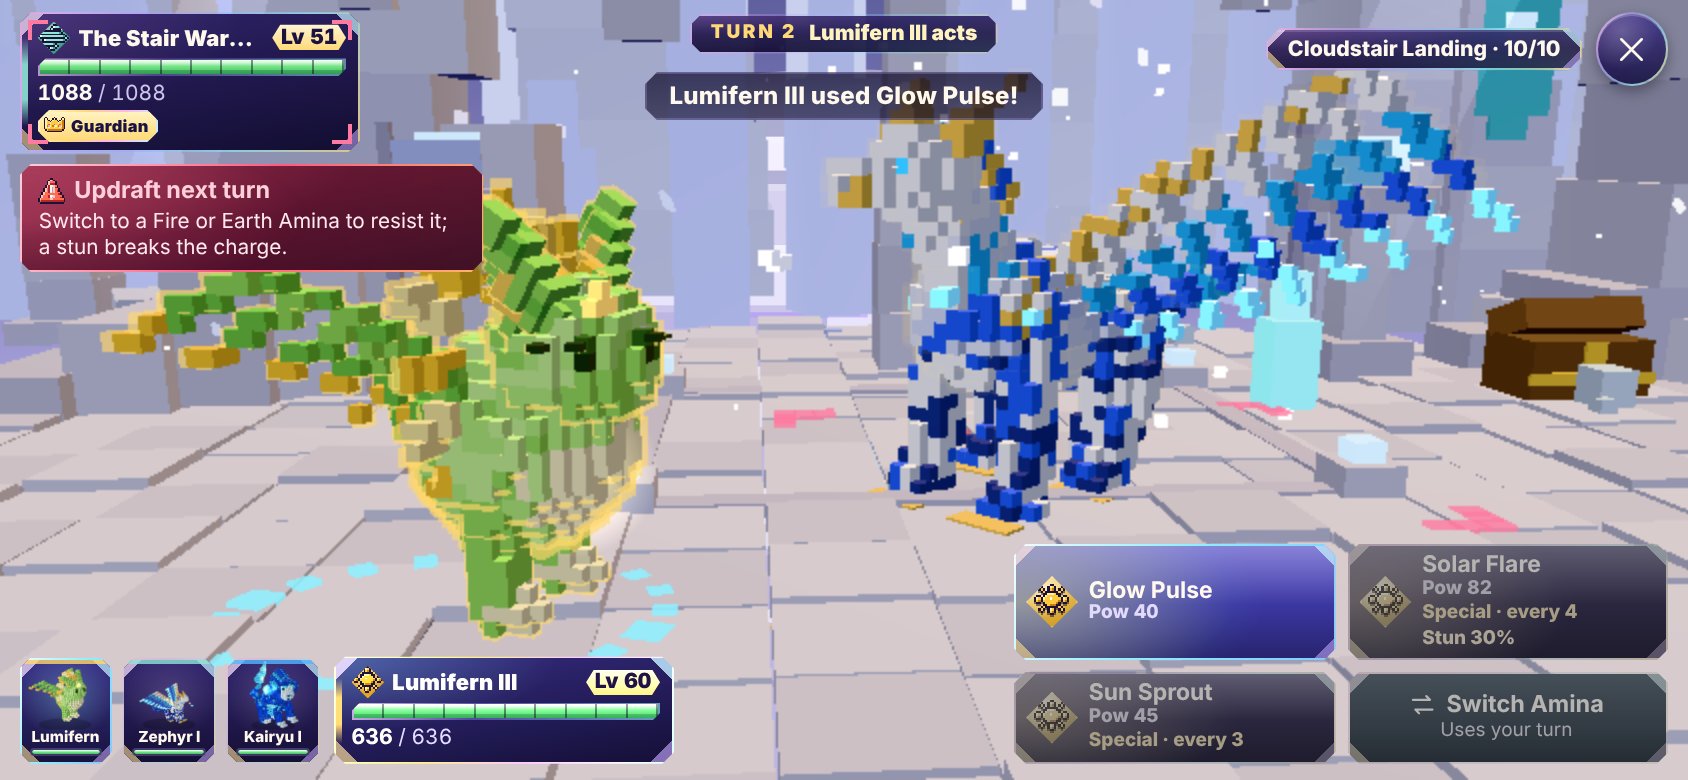 The Stair War... Lv 51
1088 / 1088
Guardian
TURN 2 Lumifern III acts
Lumifern III used Glow Pulse!
Cloudstair Landing · 10/10
Updraft next turn
Switch to a Fire or Earth Amina to resist it;
a stun breaks the charge.
Lumifern
Zephyr I
Kairyu I
Lumifern III Lv 60
636 / 636
Glow Pulse
Pow 40
Solar Flare
Pow 82
Special · every 4
Stun 30%
Sun Sprout
Pow 45
Special · every 3
Switch Amina
Uses your turn